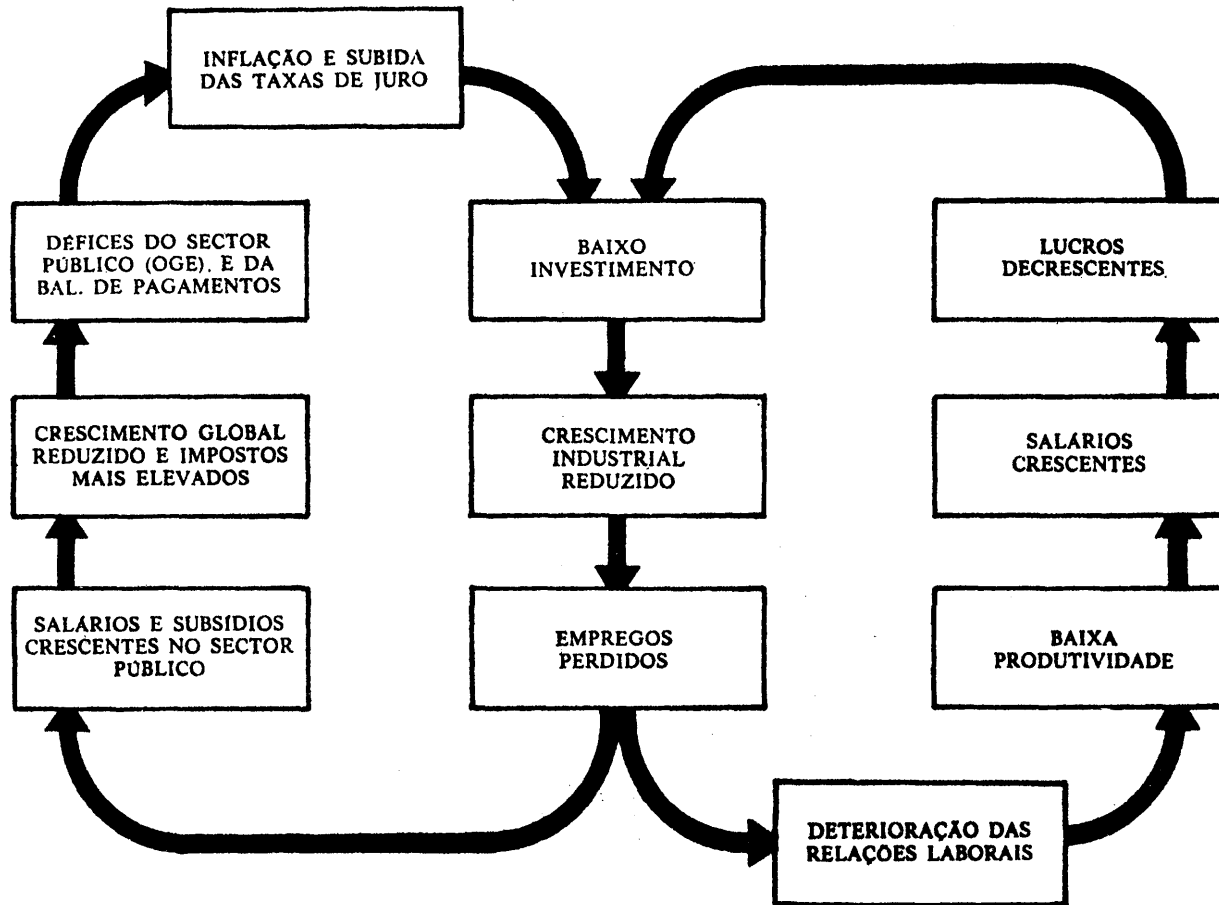 INFLAÇÃO E SUBIDA
DAS TAXAS DE JURO
DÉFICES DO SECTOR
PÚBLICO (OGE), E DA
BAL. DE PAGAMENTOS
BAIXO
INVESTIMENTO
LUCROS
DECRESCENTES
CRESCIMENTO GLOBAL
REDUZIDO E IMPOSTOS
MAIS ELEVADOS
CRESCIMENTO
INDUSTRIAL
REDUZIDO
SALÁRIOS
CRESCENTES
SALÁRIOS E SUBSÍDIOS
CRESCENTES NO SECTOR
PÚBLICO
EMPREGOS
PERDIDOS
BAIXA
PRODUTIVIDADE
DETERIORAÇÃO DAS
RELAÇÕES LABORAIS